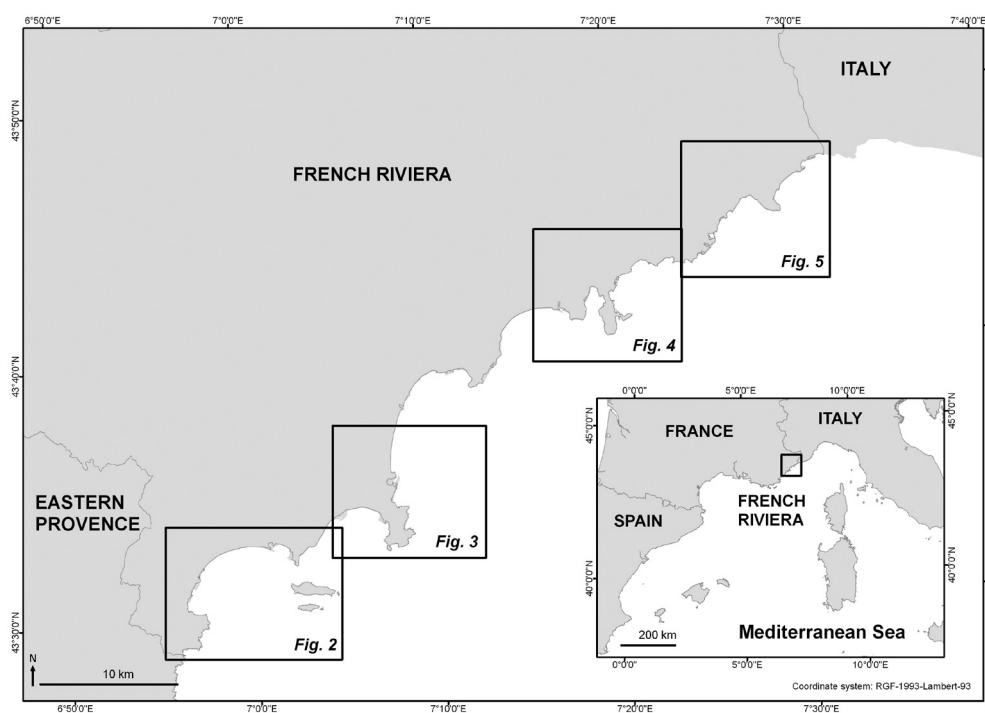 6°50'0"E 7°0'0"E 7°10'0"E 7°20'0"E 7°30'0"E 7°40'0"E
ITALY
43°50'0"N
FRENCH RIVIERA
Fig. 5
Fig. 4
43°40'0"N
EASTERN
PROVENCE
Fig. 3
Fig. 2
43°30'0"N
N
10 km
0°0'0" 5°0'0"E 10°0'0"E
45°0'0"N 45°0'0"N
FRANCE
ITALY
FRENCH
RIVIERA
SPAIN
40°0'0"N 40°0'0"N
200 km
Mediterranean Sea
0°0'0" 5°0'0"E 10°0'0"E
Coordinate system: RGF-1993-Lambert-93
6°50'0"E 7°0'0"E 7°10'0"E 7°20'0"E 7°30'0"E